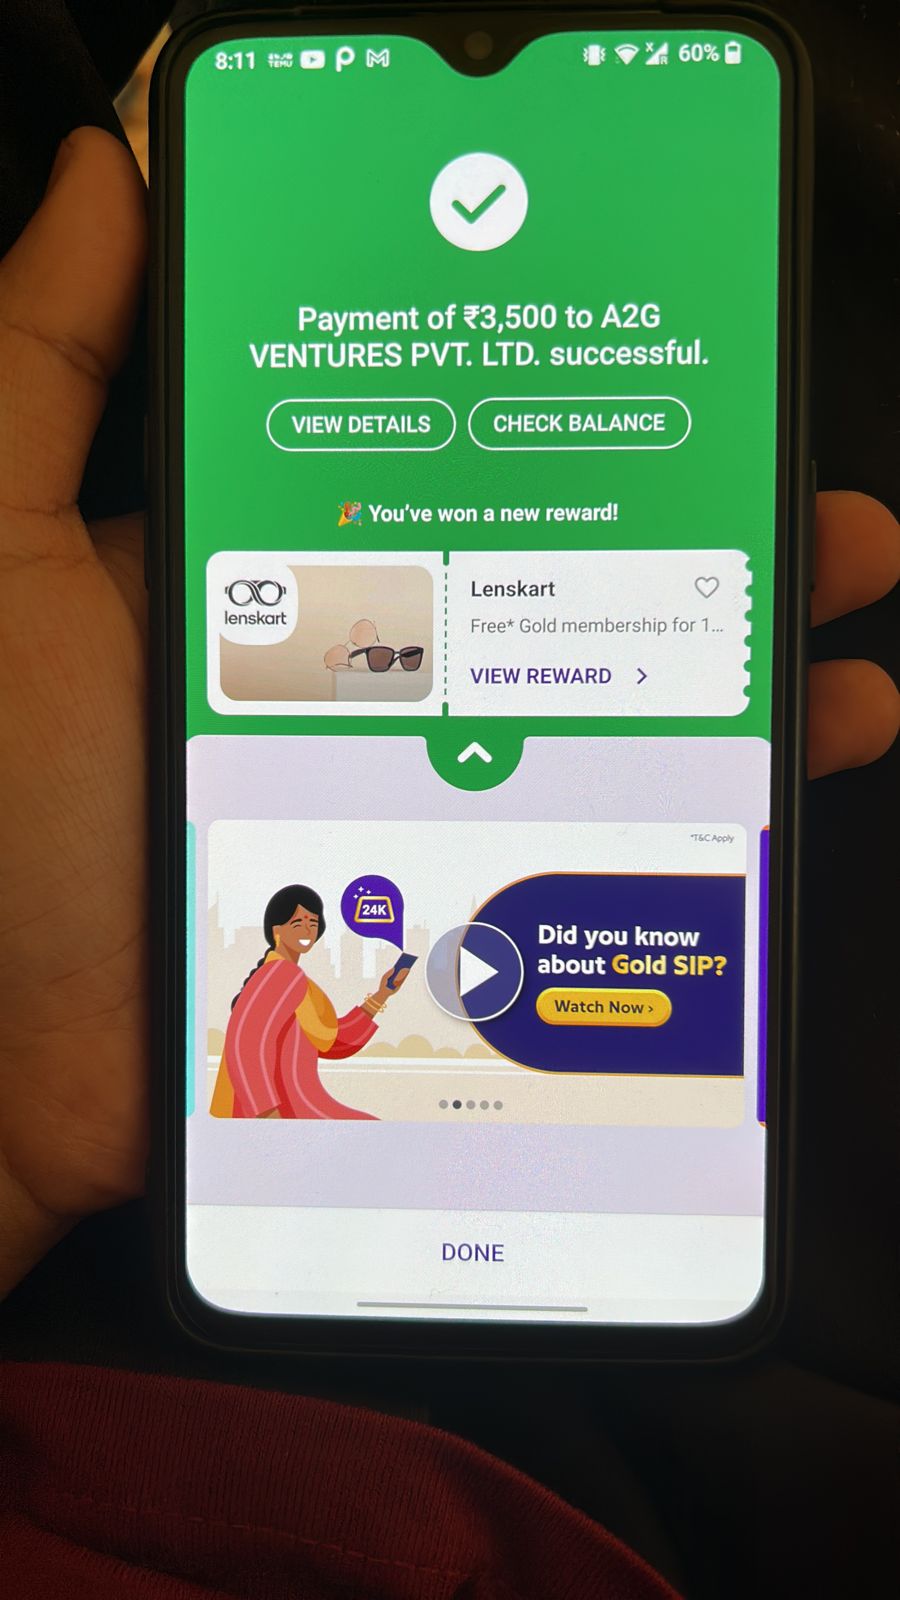 8:11
TEMU
60%
Payment of ₹3,500 to A2G
VENTURES PVT. LTD. successful.
VIEW DETAILS
CHECK BALANCE
🎉 You've won a new reward!
lenskart
Lenskart
Free* Gold membership for 1...
VIEW REWARD >
*T&C Apply
24K
Did you know
about Gold SIP?
Watch Now ›
DONE